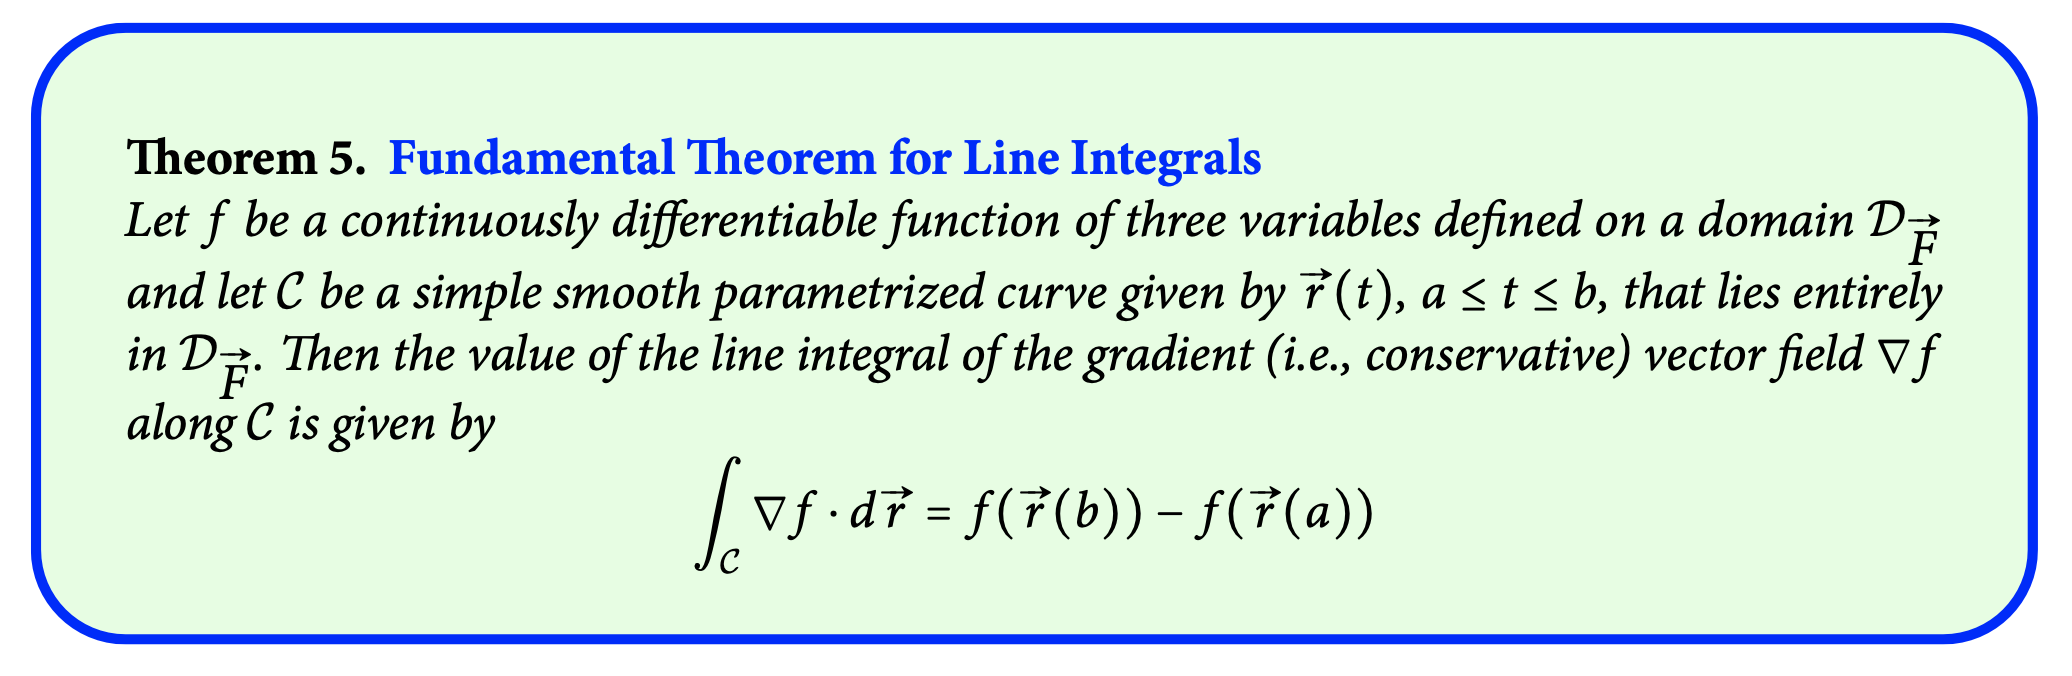 Theorem 5. Fundamental Theorem for Line Integrals
Let f be a continuously differentiable function of three variables defined on a domain $\mathcal{D}_{\vec{F}}$
and let $\mathcal{C}$ be a simple smooth parametrized curve given by $\vec{r}(t)$, $a \le t \le b$, that lies entirely
in $\mathcal{D}_{\vec{F}}$. Then the value of the line integral of the gradient (i.e., conservative) vector field $\nabla f$
along $\mathcal{C}$ is given by
$\int_{\mathcal{C}} \nabla f \cdot d\vec{r} = f(\vec{r}(b)) - f(\vec{r}(a))$